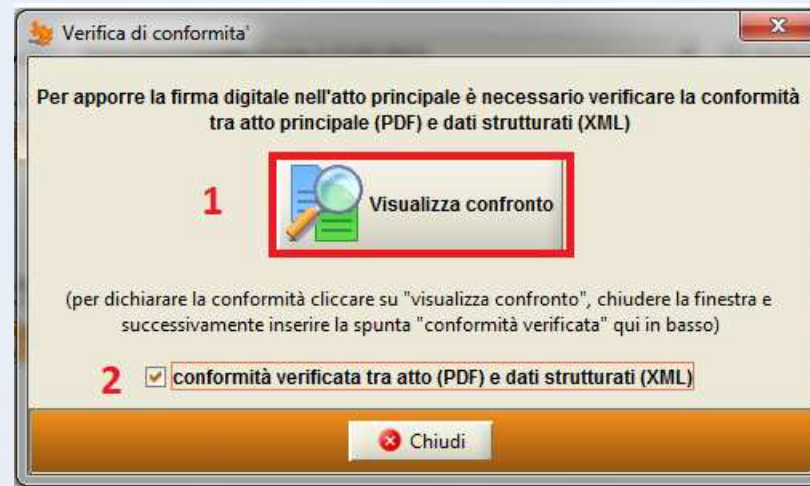 Verifica di conformita'
Per apporre la firma digitale nell'atto principale è necessario verificare la conformità
tra atto principale (PDF) e dati strutturati (XML)
1
Visualizza confronto
(per dichiarare la conformità cliccare su "visualizza confronto", chiudere la finestra e
successivamente inserire la spunta "conformità verificata" qui in basso)
2 conformità verificata tra atto (PDF) e dati strutturati (XML)
Chiudi